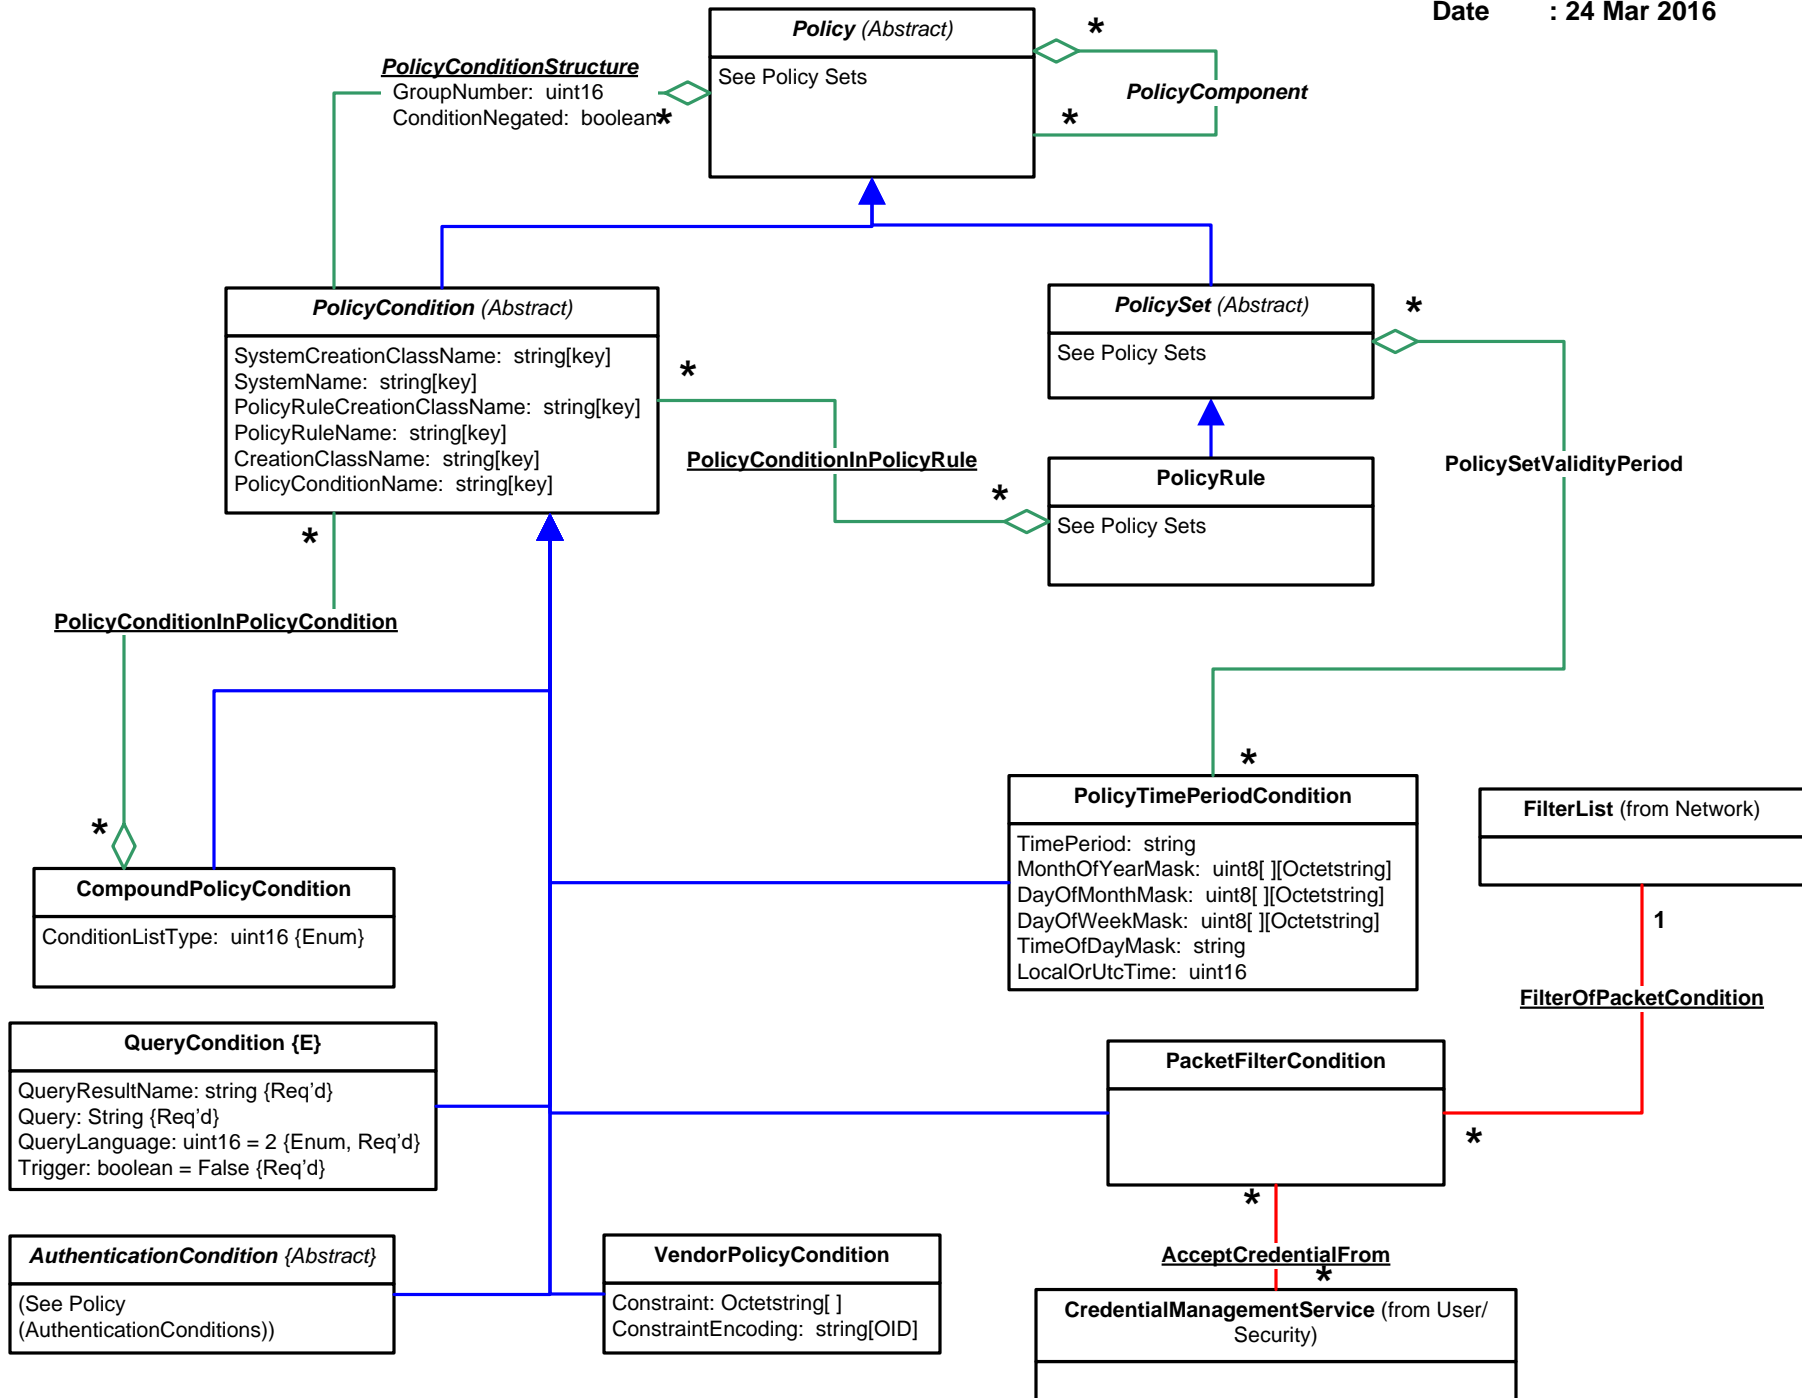 Date : 24 Mar 2016
Policy (Abstract)
See Policy Sets
*
PolicyComponent
*
PolicyConditionStructure
GroupNumber: uint16
ConditionNegated: boolean
*
PolicyCondition (Abstract)
SystemCreationClassName: string[key]
SystemName: string[key]
PolicyRuleCreationClassName: string[key]
PolicyRuleName: string[key]
CreationClassName: string[key]
PolicyConditionName: string[key]
PolicySet (Abstract)
See Policy Sets
*
*
PolicyConditionInPolicyRule
*
PolicyRule
See Policy Sets
PolicySetValidityPeriod
*
*
PolicyConditionInPolicyCondition
*
CompoundPolicyCondition
ConditionListType: uint16 {Enum}
PolicyTimePeriodCondition
TimePeriod: string
MonthOfYearMask: uint8[ ][Octetstring]
DayOfMonthMask: uint8[ ][Octetstring]
DayOfWeekMask: uint8[ ][Octetstring]
TimeOfDayMask: string
LocalOrUtcTime: uint16
FilterList (from Network)
1
FilterOfPacketCondition
*
QueryCondition {E}
QueryResultName: string {Req’d}
Query: String {Req’d}
QueryLanguage: uint16 = 2 {Enum, Req’d}
Trigger: boolean = False {Req’d}
PacketFilterCondition
*
AcceptCredentialFrom
*
AuthenticationCondition {Abstract}
(See Policy
(AuthenticationConditions))
VendorPolicyCondition
Constraint: Octetstring[ ]
ConstraintEncoding: string[OID]
CredentialManagementService (from User/
Security)